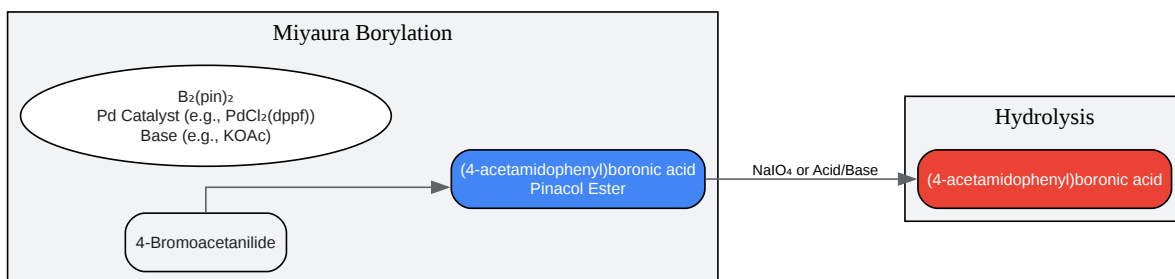 Miyaura Borylation
B₂(pin)₂
Pd Catalyst (e.g., PdCl₂(dppf))
Base (e.g., KOAc)
(4-acetamidophenyl)boronic acid
Pinacol Ester
4-Bromoacetanilide
NaIO₄ or Acid/Base
Hydrolysis
(4-acetamidophenyl)boronic acid